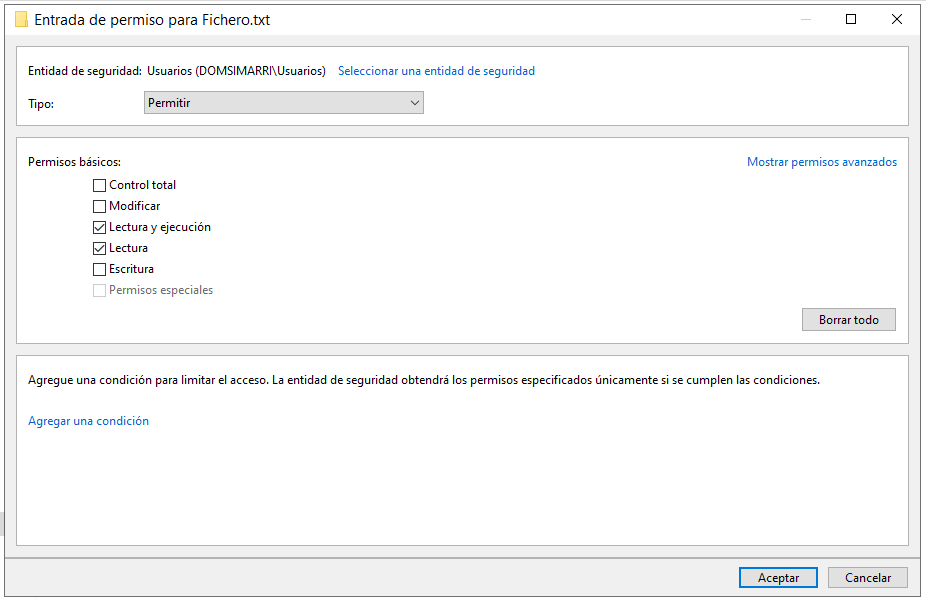 Entrada de permiso para Fichero.txt
Entidad de seguridad: Usuarios (DOMSIMARRI\Usuarios) Seleccionar una entidad de seguridad
Tipo: Permitir
Permisos básicos: Mostrar permisos avanzados
Control total
Modificar
Lectura y ejecución
Lectura
Escritura
Permisos especiales
Borrar todo
Agregue una condición para limitar el acceso. La entidad de seguridad obtendrá los permisos especificados únicamente si se cumplen las condiciones.
Agregar una condición
Aceptar Cancelar